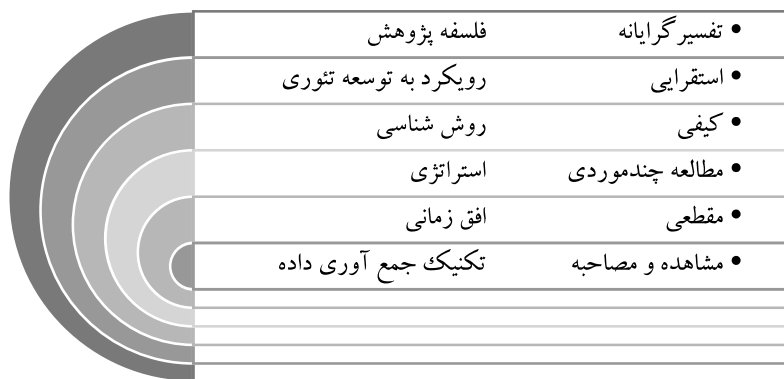 • تفسیرگرایانه فلسفه پژوهش
• استقرایی رویکرد به توسعه تئوری
• کیفی روش شناسی
• مطالعه چندموردی استراتژی
• مقطعی افق زمانی
• مشاهده و مصاحبه تکنیک جمع آوری داده